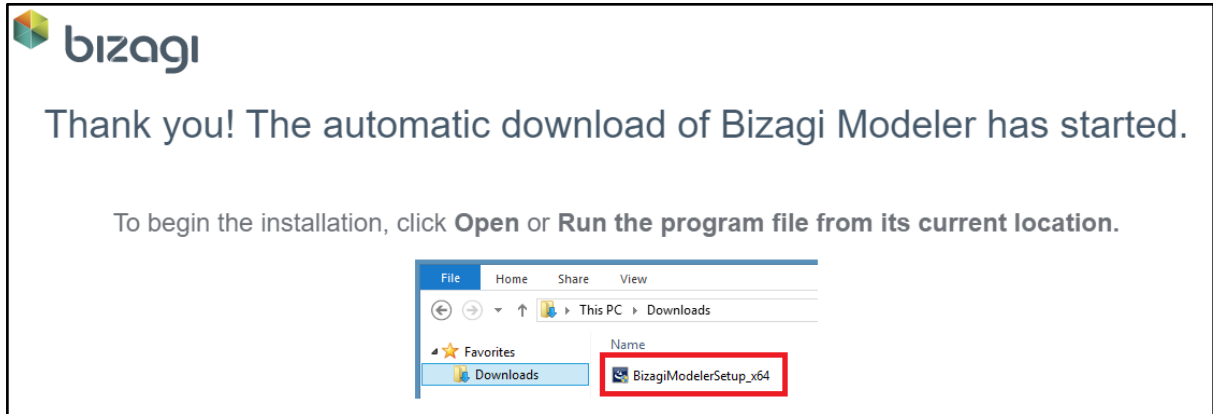 bizagi
Thank you! The automatic download of Bizagi Modeler has started.
To begin the installation, click Open or Run the program file from its current location.
File Home Share View
This PC Downloads
Name
Favorites
Downloads BizagiModelerSetup_x64